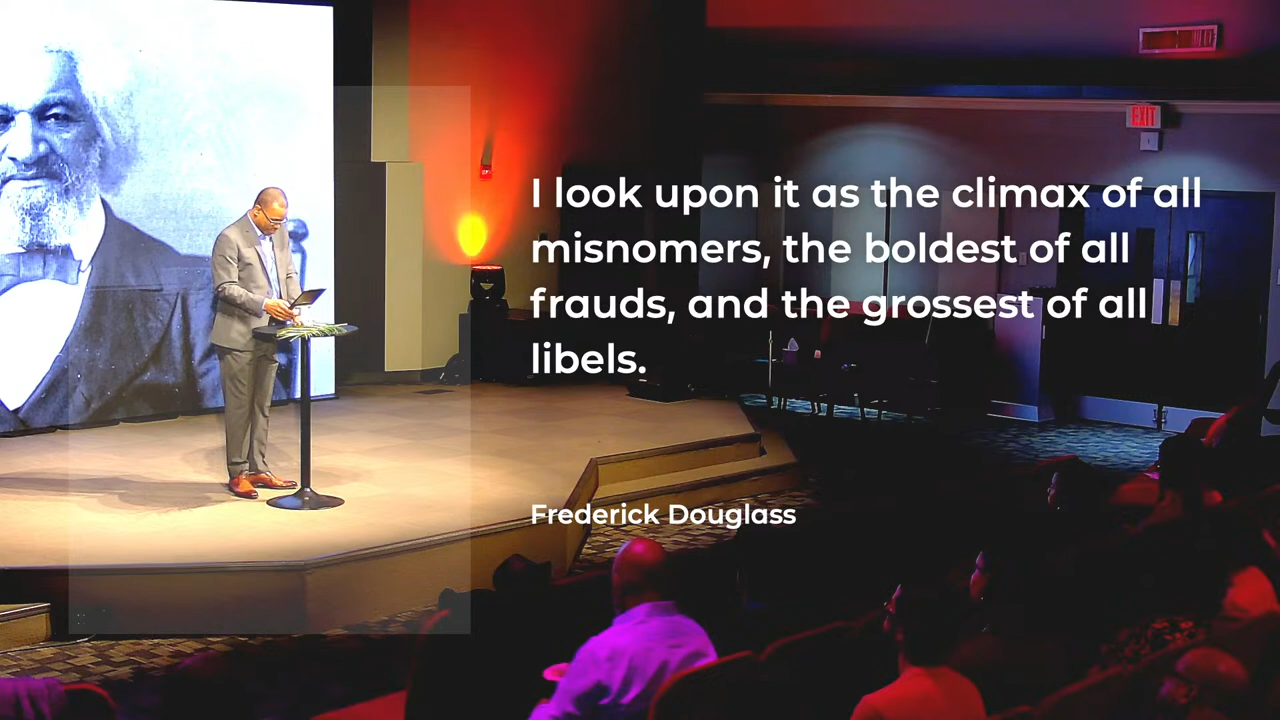 EXIT
I look upon it as the climax of all
misnomers, the boldest of all
frauds, and the grossest of all
libels.
Frederick Douglass